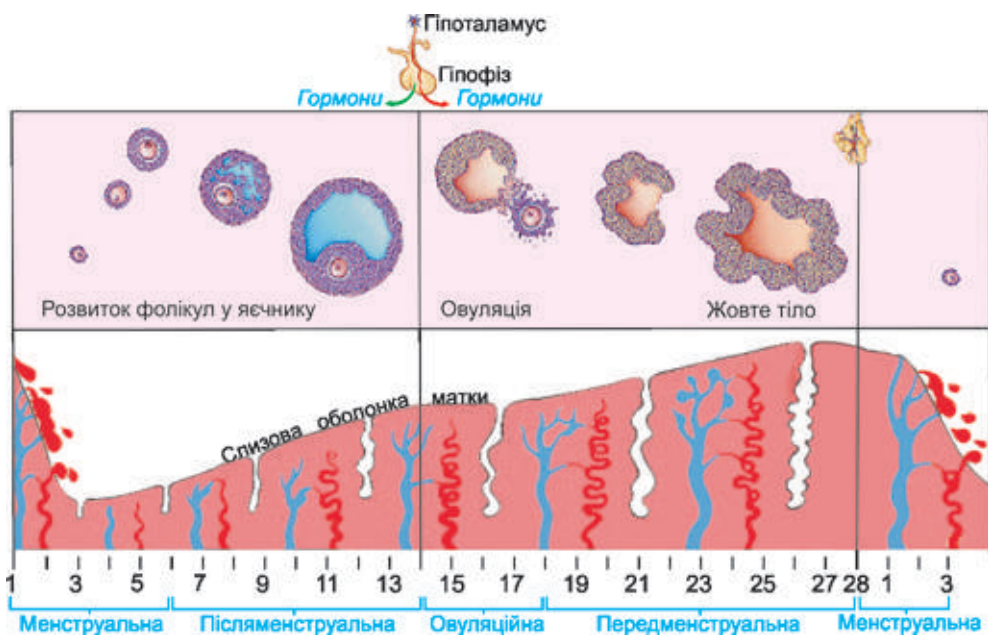 Гіпоталамус
Гіпофіз
Гормони Гормони
Розвиток фолікул у яєчнику
Овуляція
Жовте тіло
Слизова оболонка матки
1 3 5 7 9 11 13 15 17 19 21 23 25 27 28 1 3
Менструальна Післяменструальна Овуляційна Передменструальна Менструальна